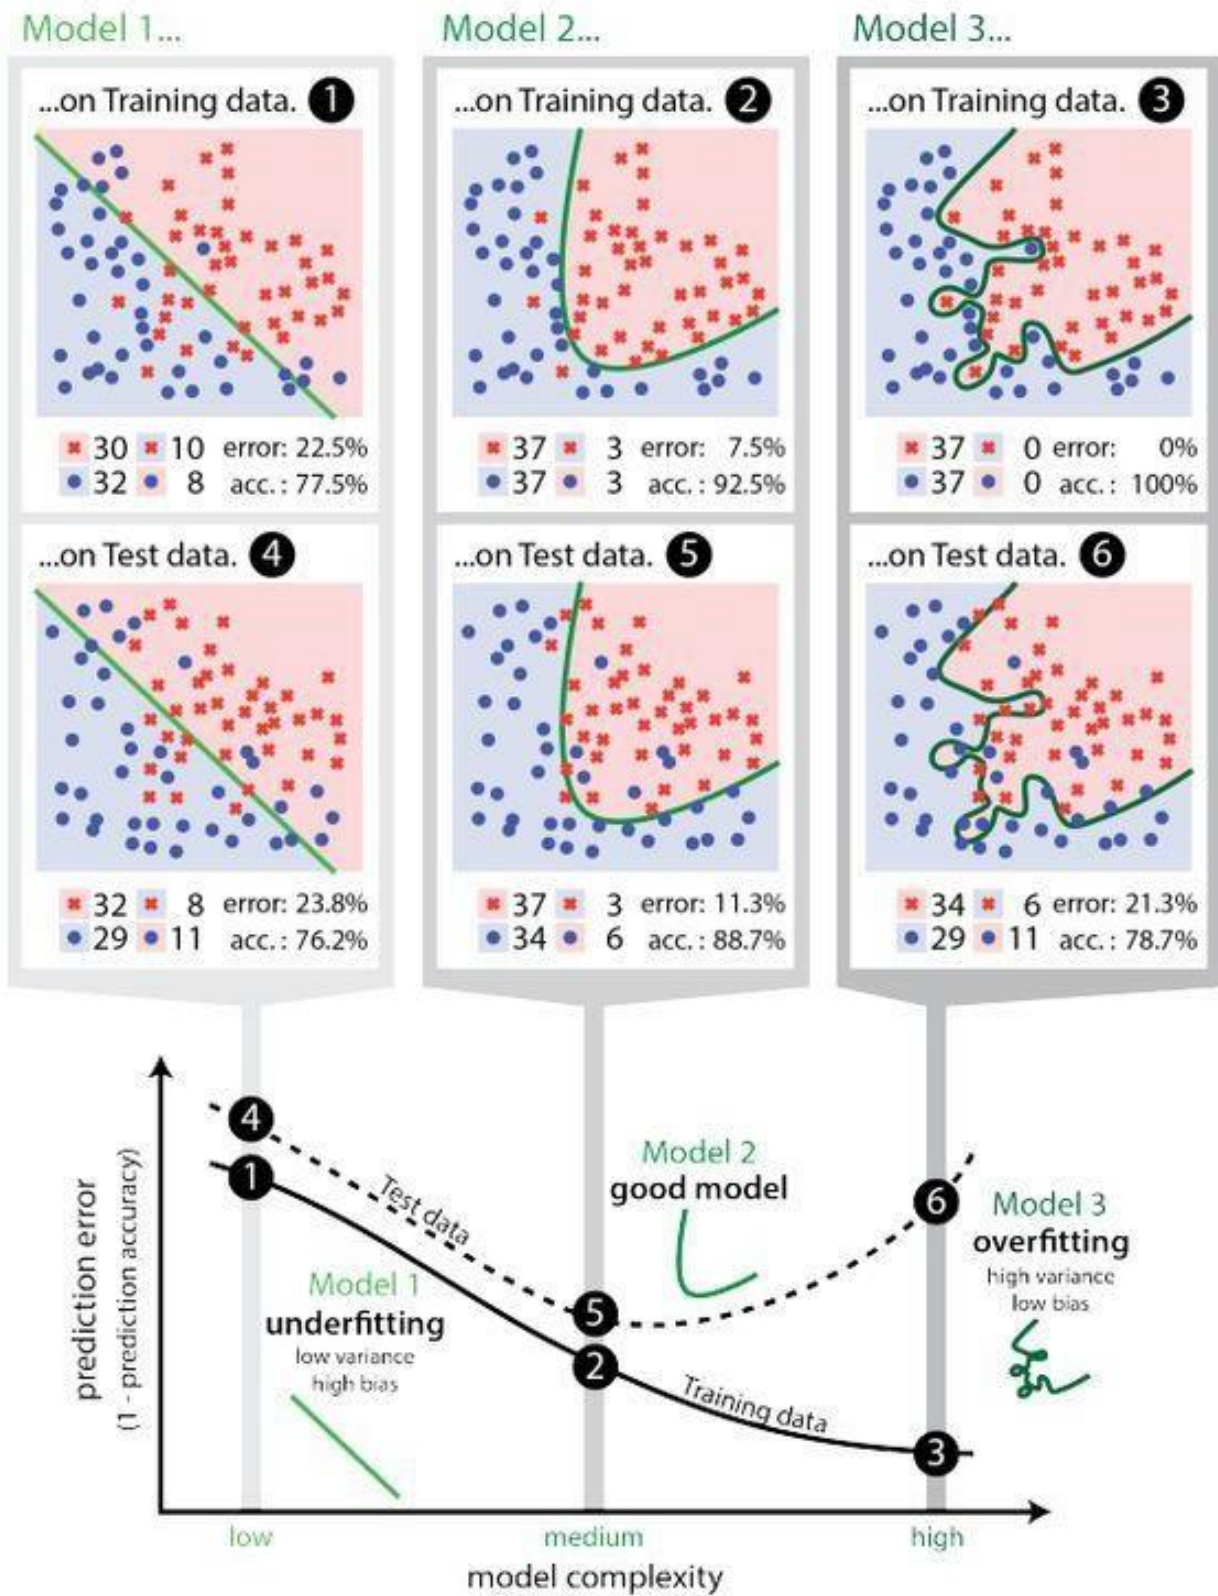 Model 1...
Model 2...
Model 3...
...on Training data. 1
...on Training data. 2
...on Training data. 3
30 10 error: 22.5%
32 8 acc.: 77.5%
37 3 error: 7.5%
37 3 acc.: 92.5%
37 0 error: 0%
37 0 acc.: 100%
...on Test data. 4
...on Test data. 5
...on Test data. 6
32 8 error: 23.8%
29 11 acc.: 76.2%
37 3 error: 11.3%
34 6 acc.: 88.7%
34 6 error: 21.3%
29 11 acc.: 78.7%
prediction error
(1 - prediction accuracy)
4
1
Test data
Model 1
underfitting
low variance
high bias
5
2
Model 2
good model
Training data
6
3
Model 3
overfitting
high variance
low bias
low
medium
high
model complexity